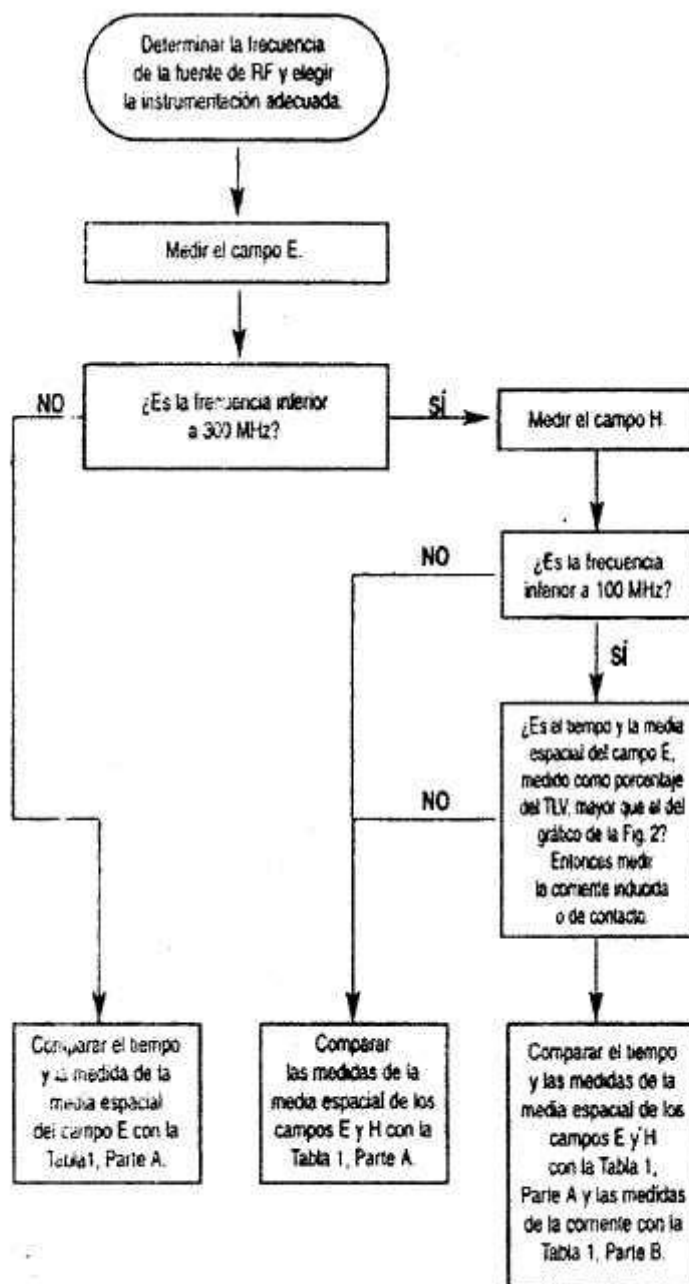 Determinar la frecuencia
de la fuente de RF y elegir
la instrumentación adecuada.
Medir el campo E.
¿Es la frecuencia inferior
a 300 MHz?
NO
SÍ
Medir el campo H.
¿Es la frecuencia
inferior a 100 MHz?
NO
SÍ
¿Es el tiempo y la media
espacial del campo E,
medido como porcentaje
del TLV, mayor que el del
gráfico de la Fig. 2?
Entonces medir
la corriente inducida
o de contacto.
NO
Comparar el tiempo
y la medida de la
media espacial
del campo E con la
Tabla1, Parte A.
Comparar
las medidas de la
media espacial de los
campos E y H con la
Tabla 1, Parte A.
Comparar el tiempo
y las medidas de la
media espacial de los
campos E y H
con la Tabla 1,
Parte A y las medidas
de la corriente con la
Tabla 1, Parte B.